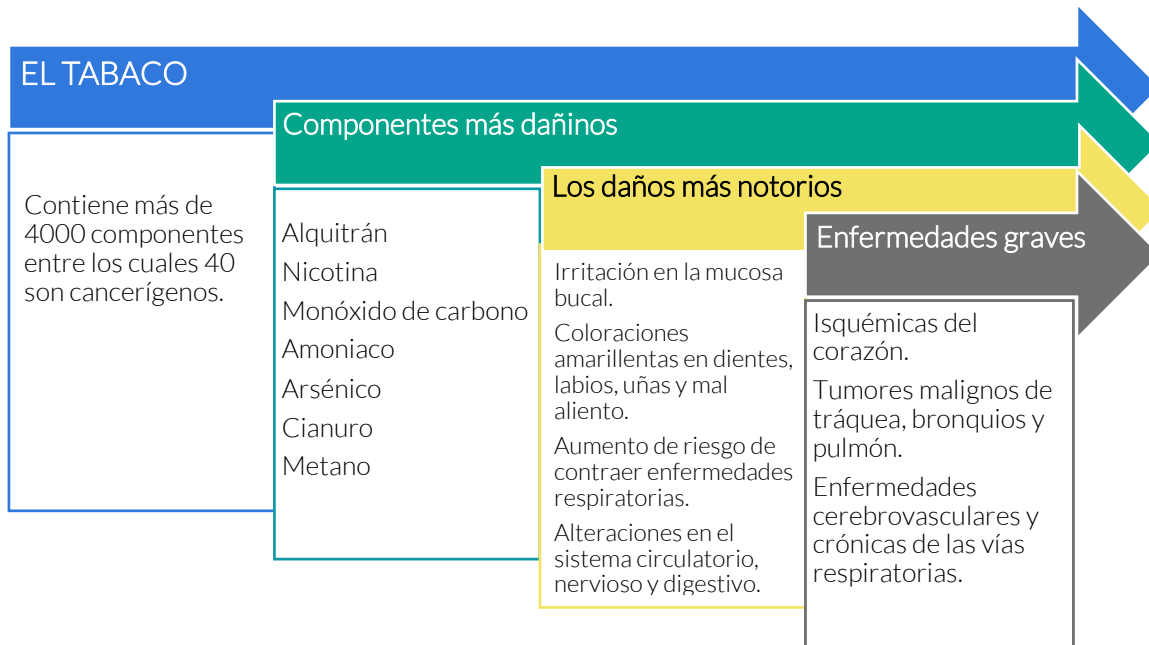 EL TABACO
Contiene más de
4000 componentes
entre los cuales 40
son cancerígenos.
Componentes más dañinos
Alquitrán
Nicotina
Monóxido de carbono
Amoniaco
Arsénico
Cianuro
Metano
Los daños más notorios
Irritación en la mucosa
bucal.
Coloraciones
amarillentas en dientes,
labios, uñas y mal
aliento.
Aumento de riesgo de
contraer enfermedades
respiratorias.
Alteraciones en el
sistema circulatorio,
nervioso y digestivo.
Enfermedades graves
Isquémicas del
corazón.
Tumores malignos de
tráquea, bronquios y
pulmón.
Enfermedades
cerebrovasculares y
crónicas de las vías
respiratorias.